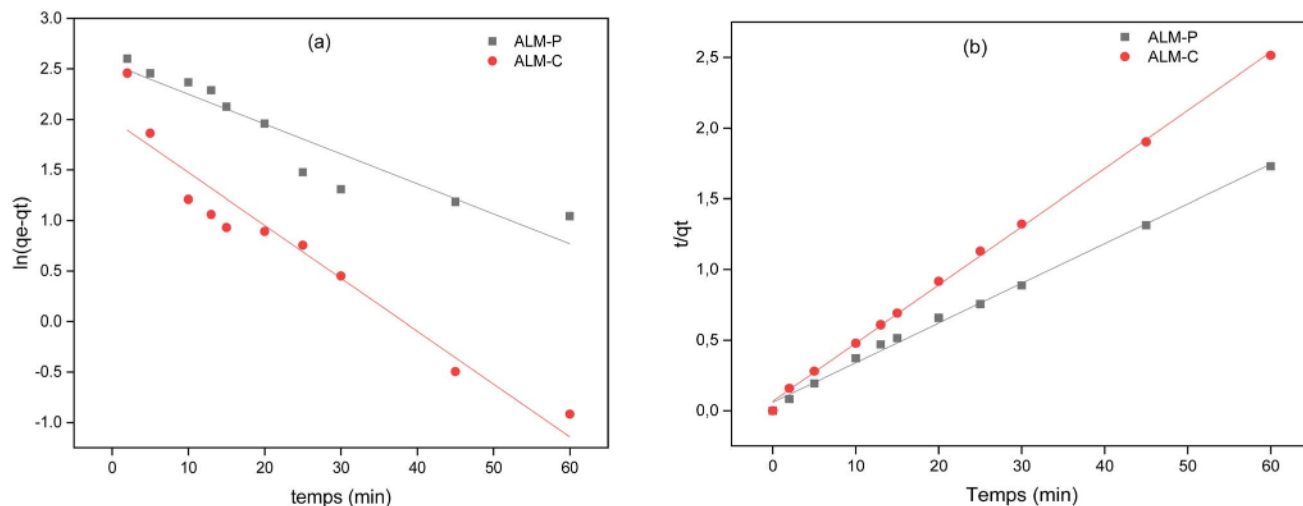 (a)
ALM-P
ALM-C
3.0
2.5
2.0
1.5
1.0
0.5
0.0
-0.5
-1.0
ln(qe-qt)
0 10 20 30 40 50 60
temps (min)
(b)
ALM-P
ALM-C
2,5
2,0
1,5
1,0
0,5
0,0
t/qt
0 10 20 30 40 50 60
Temps (min)